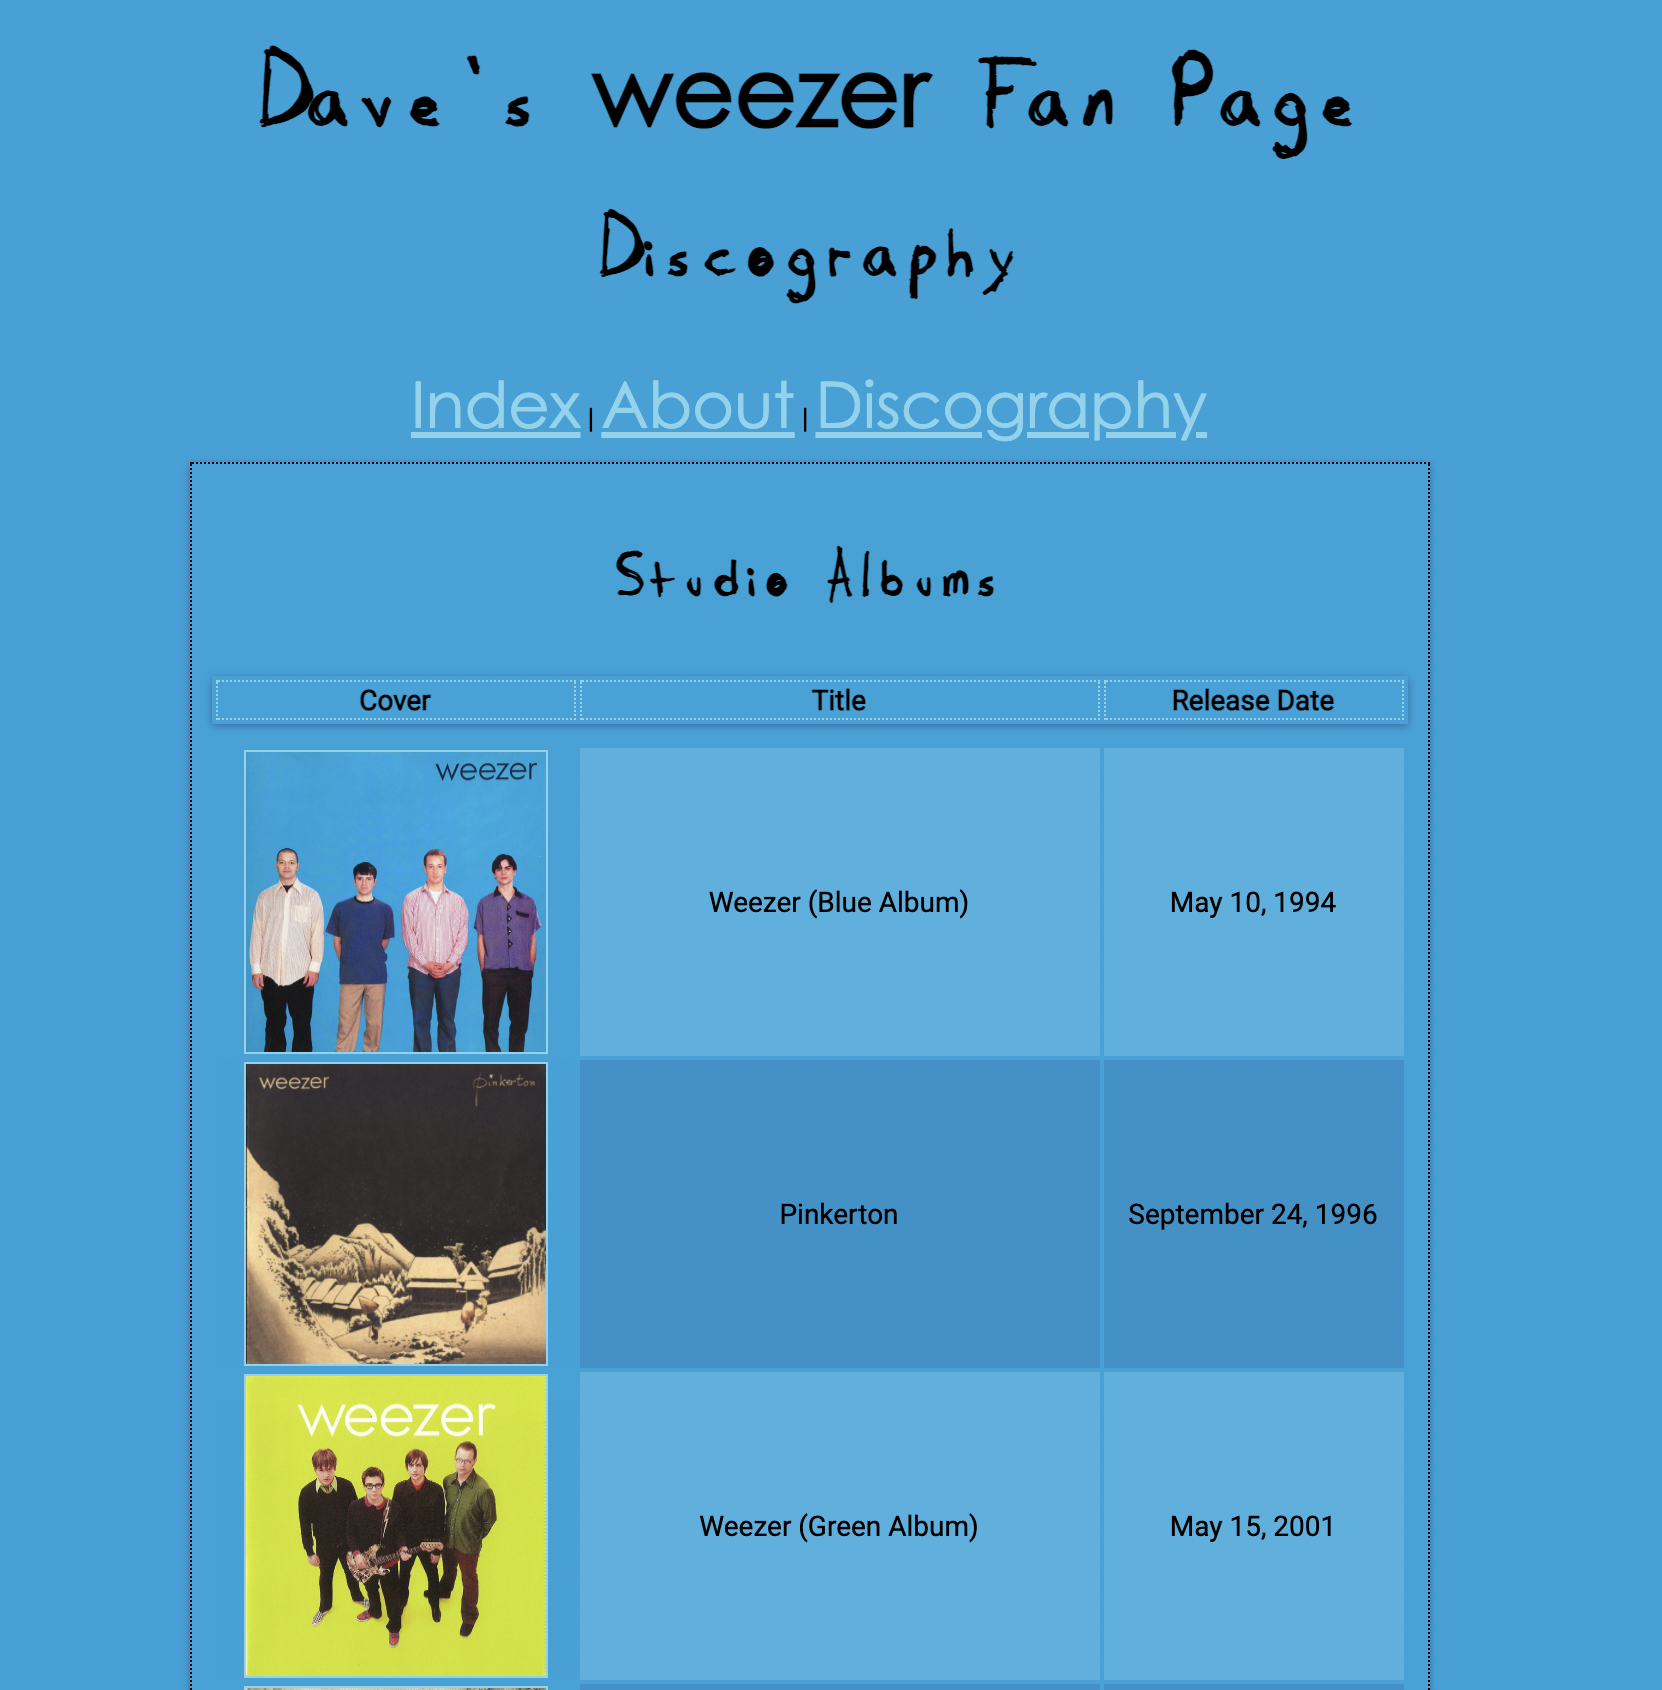 Dave's weezer Fan Page
Discography
Index | About | Discography
Studio Albums
Cover Title Release Date
weezer
Weezer (Blue Album) May 10, 1994
weezer pinkerton
Pinkerton September 24, 1996
weezer
Weezer (Green Album) May 15, 2001